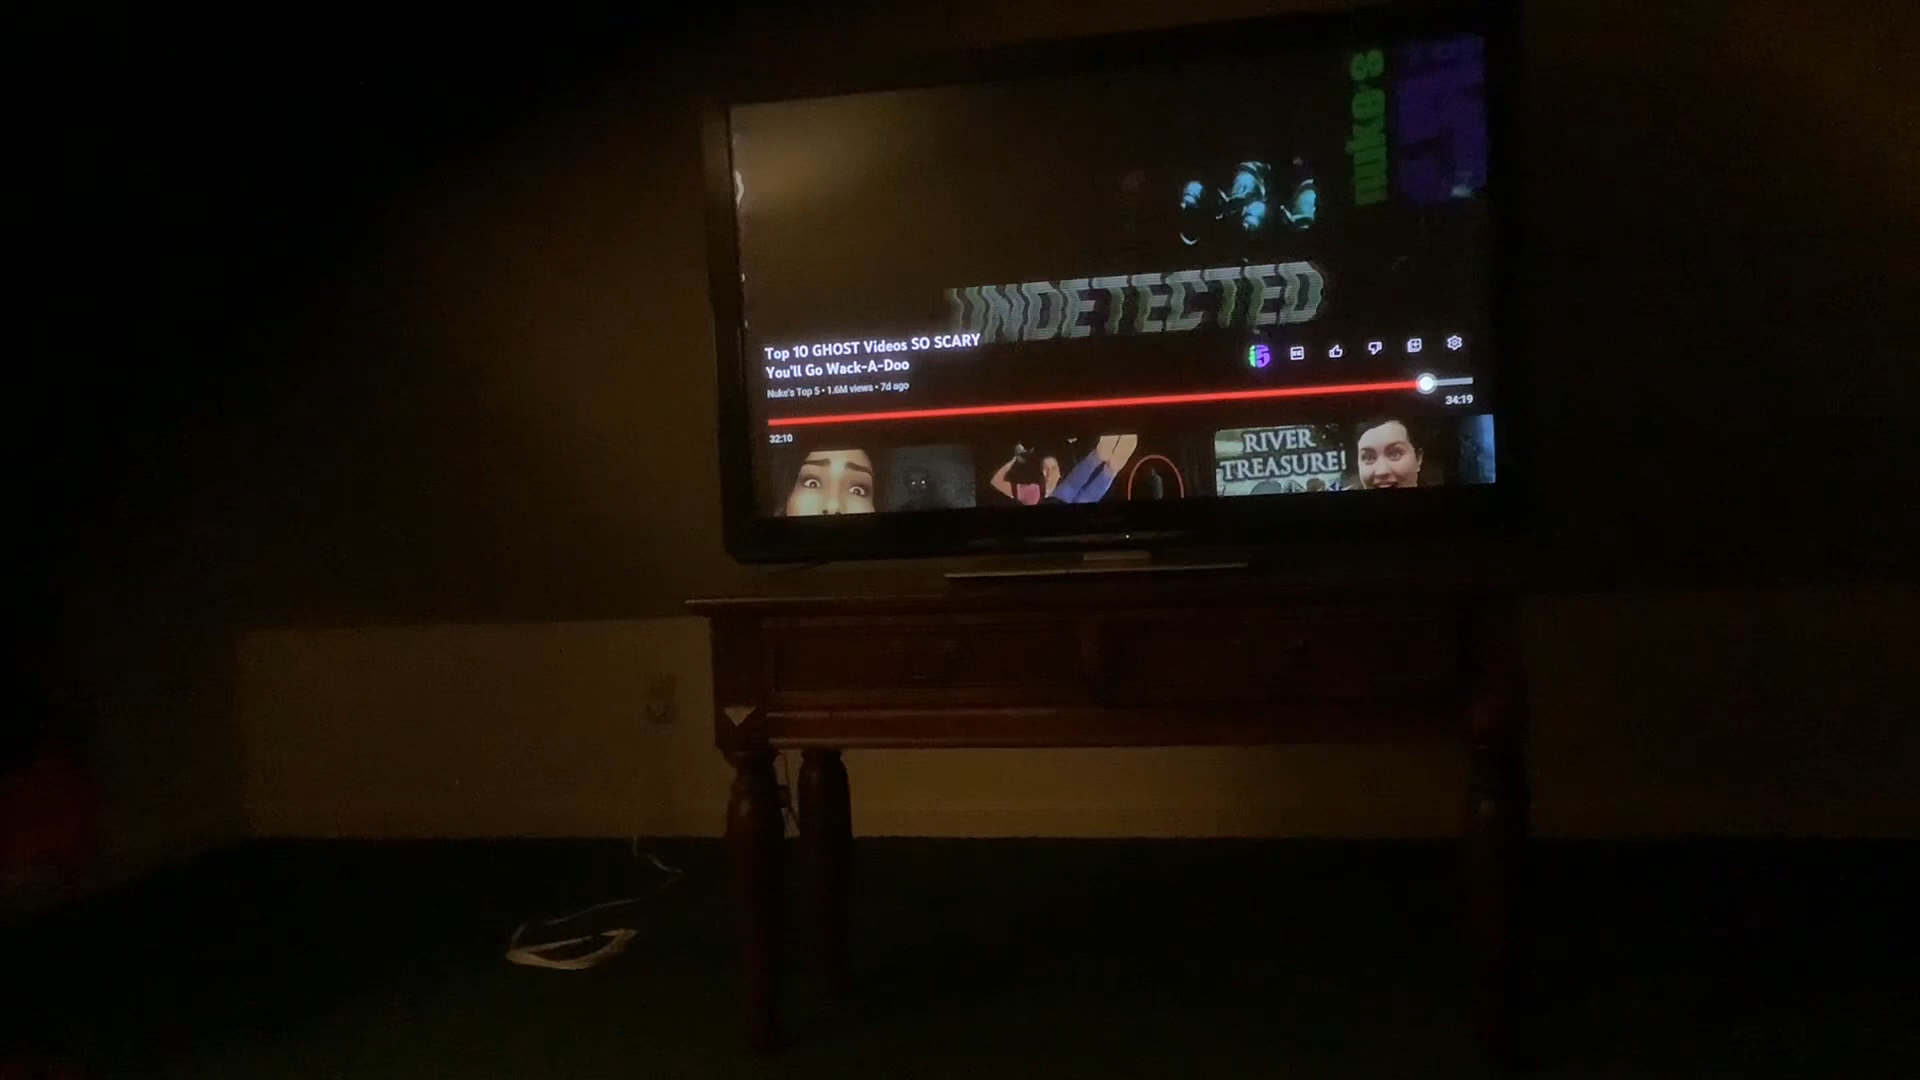 nuke's
UNDETECTED
Top 10 GHOST Videos SO SCARY
You'll Go Wack-A-Doo
Nuke's Top 5 • 1.6M views • 7d ago
34:19
32:10
RIVER
TREASURE!